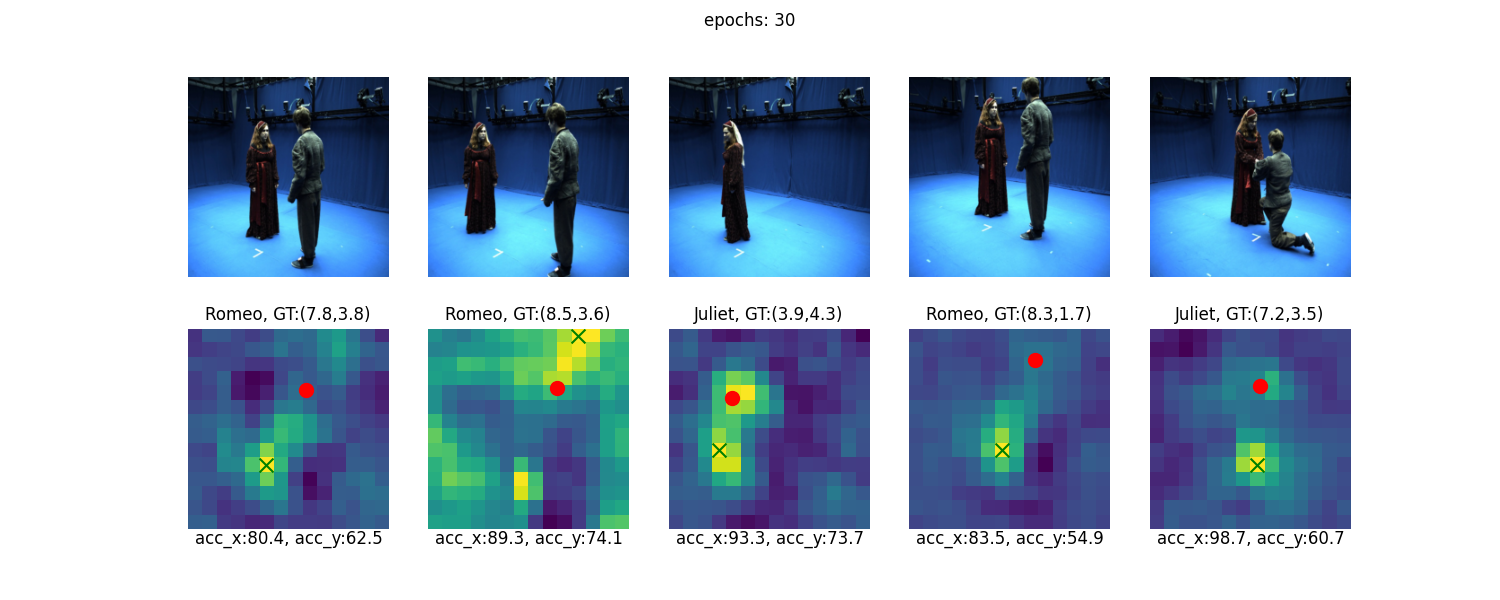 epochs: 30
Romeo, GT:(7.8,3.8)
Romeo, GT:(8.5,3.6)
Juliet, GT:(3.9,4.3)
Romeo, GT:(8.3,1.7)
Juliet, GT:(7.2,3.5)
acc_x:80.4, acc_y:62.5
acc_x:89.3, acc_y:74.1
acc_x:93.3, acc_y:73.7
acc_x:83.5, acc_y:54.9
acc_x:98.7, acc_y:60.7